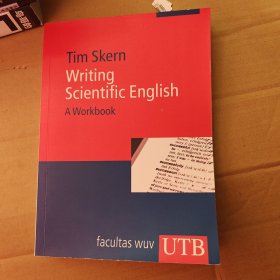 Tim Skern
Writing
Scientific English
A Workbook
facultas wuv
UTB